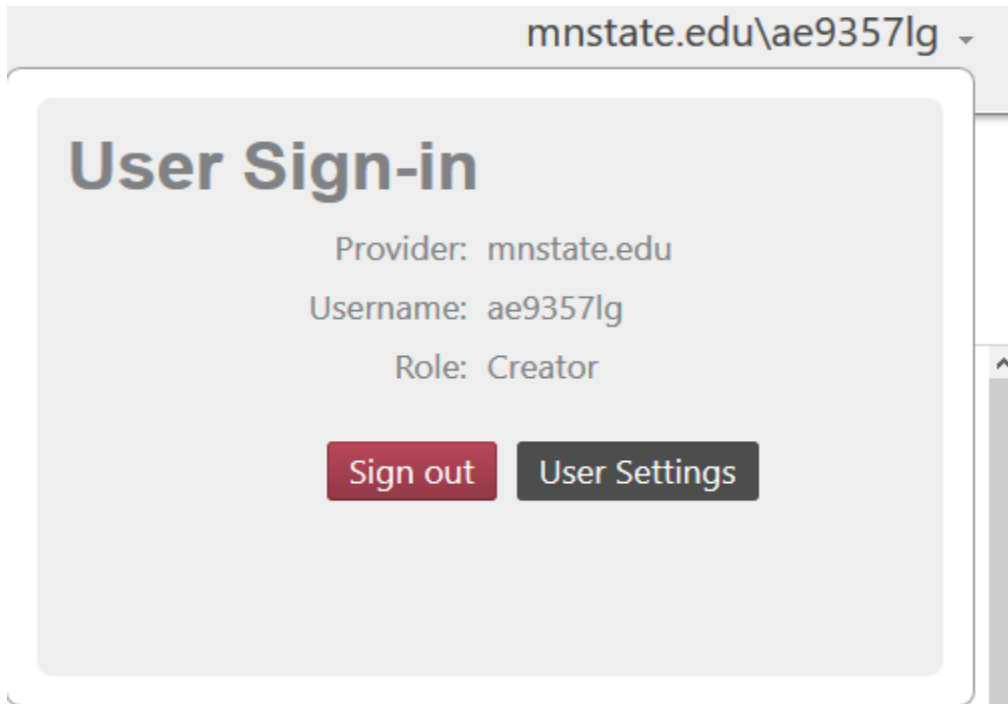 mnstate.edu\ae9357lg
User Sign-in
Provider: mnstate.edu
Username: ae9357lg
Role: Creator
Sign out User Settings